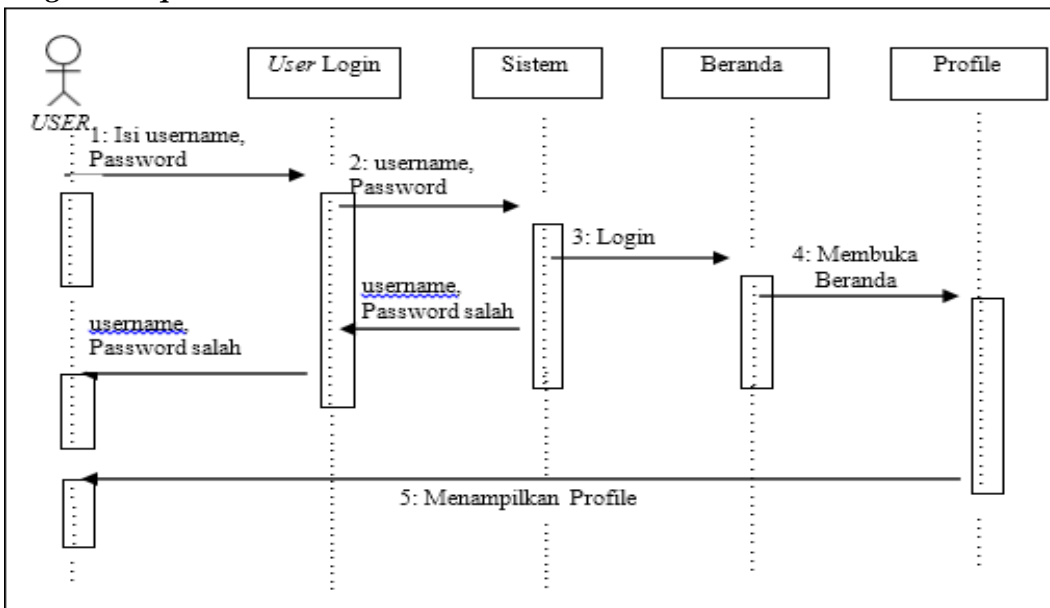 User Login
Sistem
Beranda
Profile
USER
1: Isi username,
Password
2: username,
Password
3: Login
4: Membuka
Beranda
username,
Password salah
username,
Password salah
5: Menampilkan Profile